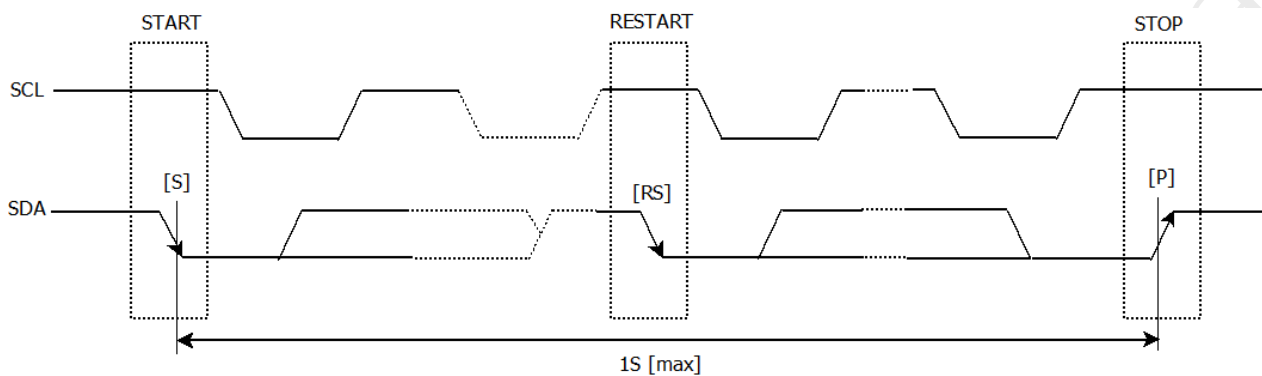 START RESTART STOP
SCL
[S] [RS] [P]
SDA
1S [max]